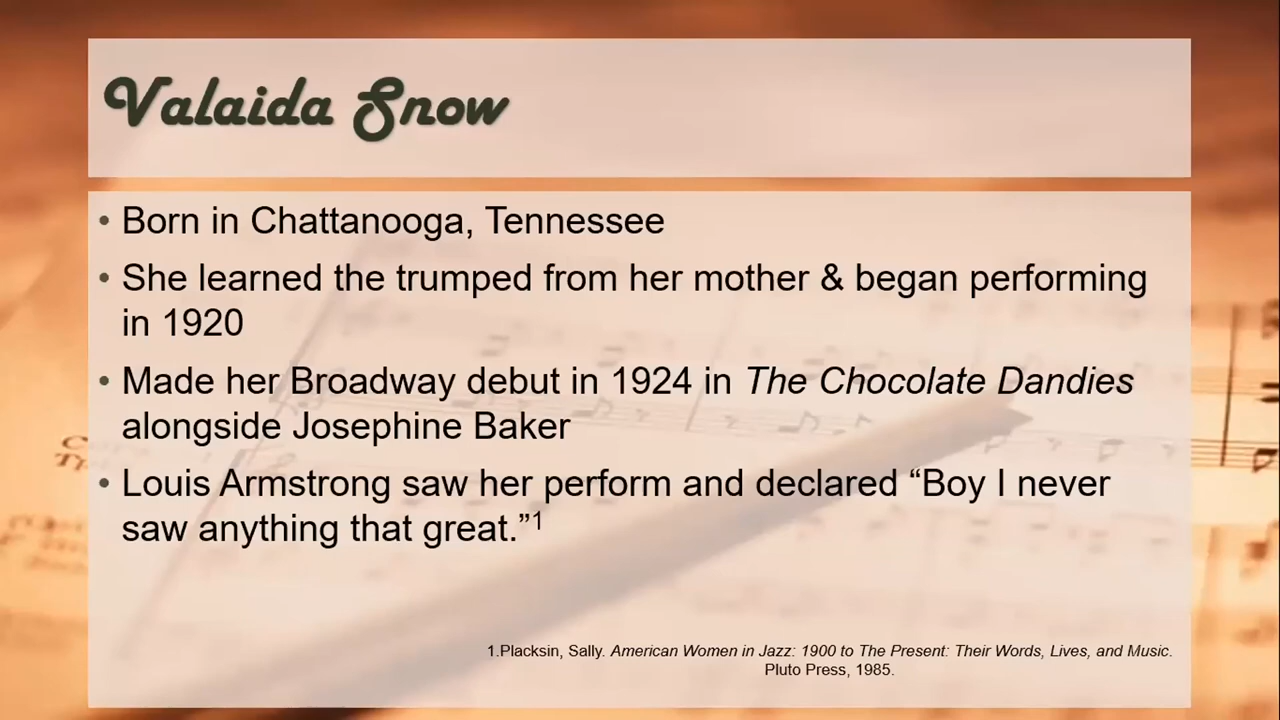 Valaida Snow
• Born in Chattanooga, Tennessee
• She learned the trumped from her mother & began performing
in 1920
• Made her Broadway debut in 1924 in The Chocolate Dandies
alongside Josephine Baker
• Louis Armstrong saw her perform and declared “Boy I never
saw anything that great.”1
1.Placksin, Sally. American Women in Jazz: 1900 to The Present: Their Words, Lives, and Music.
Pluto Press, 1985.